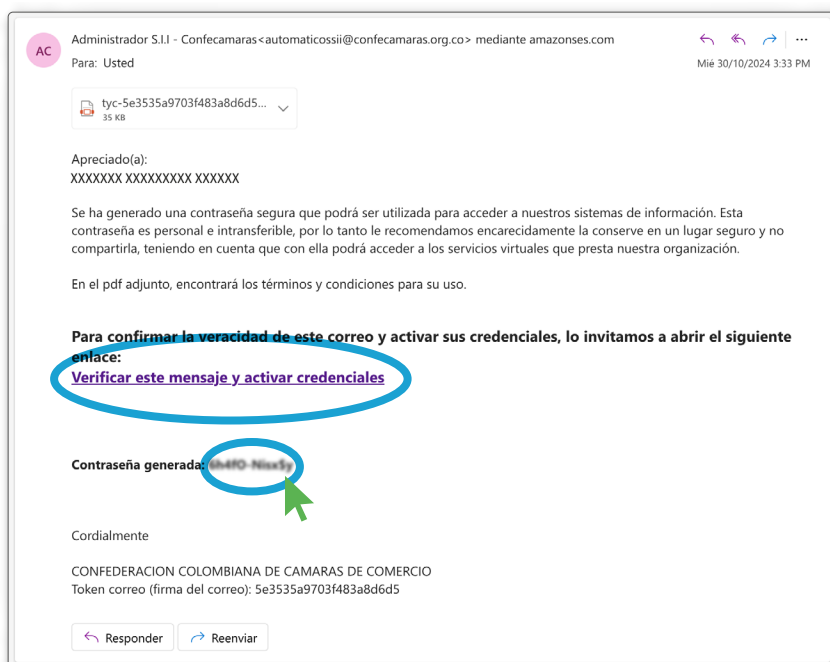 AC
Administrador S.I.I - Confecamaras<automaticossii@confecamaras.org.co> mediante amazonses.com
Para: Usted
Mié 30/10/2024 3:33 PM
tyc-5e3535a9703f483a8d6d5...
35 KB
Apreciado(a):
XXXXXXX XXXXXXXXX XXXXXX
Se ha generado una contraseña segura que podrá ser utilizada para acceder a nuestros sistemas de información. Esta
contraseña es personal e intransferible, por lo tanto le recomendamos encarecidamente la conserve en un lugar seguro y no
compartirla, teniendo en cuenta que con ella podrá acceder a los servicios virtuales que presta nuestra organización.
En el pdf adjunto, encontrará los términos y condiciones para su uso.
Para confirmar la veracidad de este correo y activar sus credenciales, lo invitamos a abrir el siguiente
enlace:
Verificar este mensaje y activar credenciales
Contraseña generada:
Cordialmente
CONFEDERACION COLOMBIANA DE CAMARAS DE COMERCIO
Token correo (firma del correo): 5e3535a9703f483a8d6d5
Responder
Reenviar